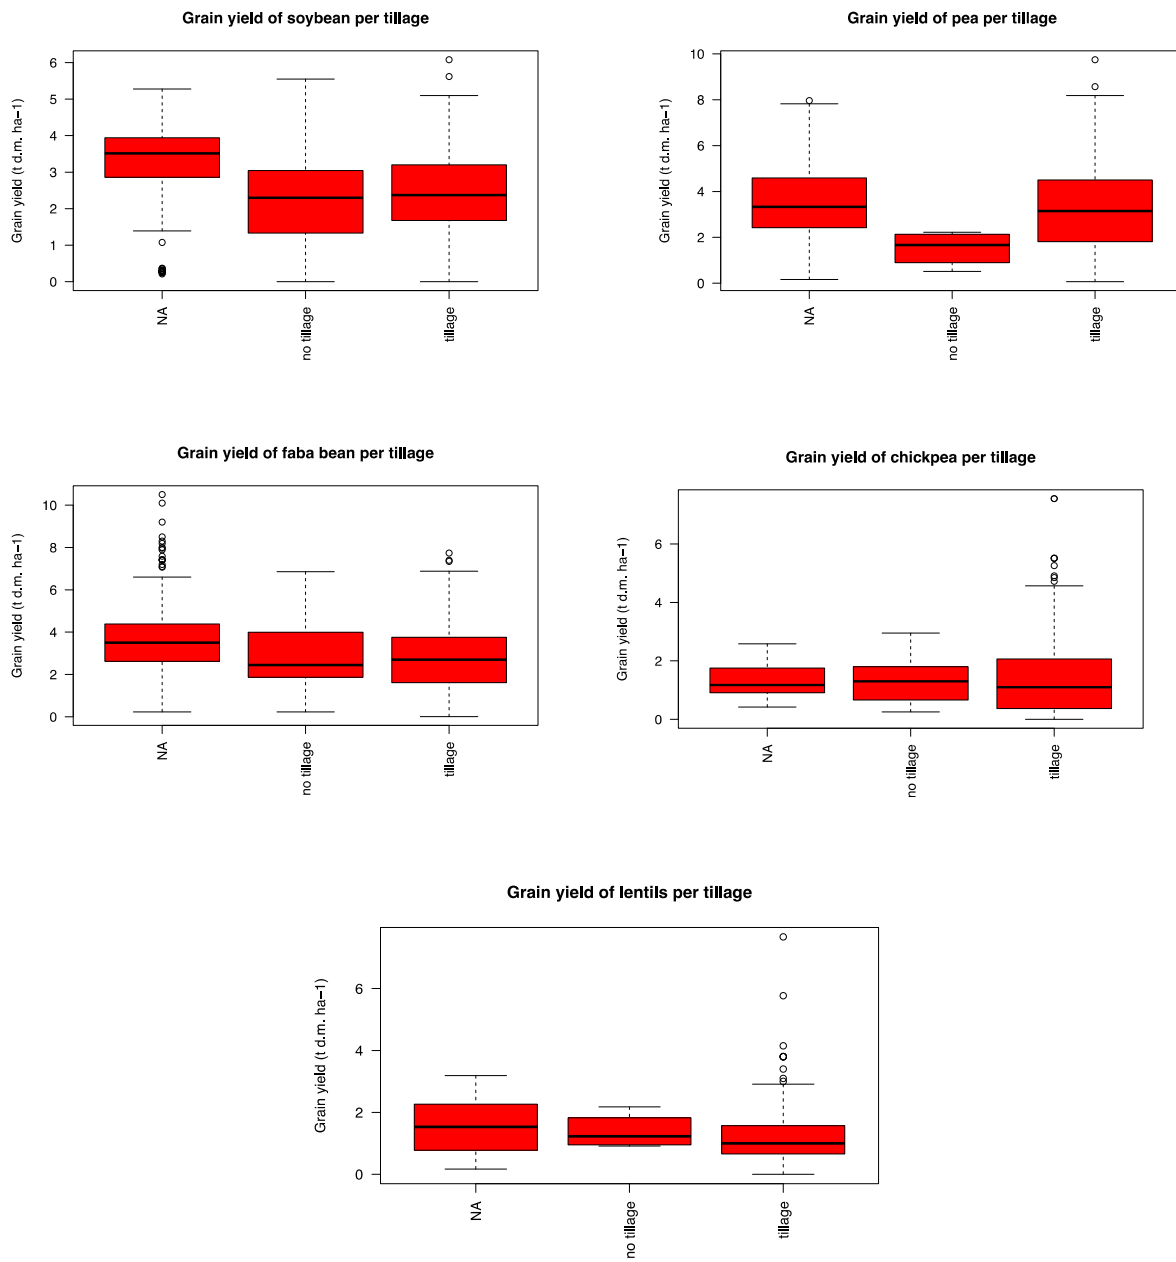 Grain yield of soybean per tillage
Grain yield (t d.m. ha−1)
6
5
4
3
2
1
0
NA
no tillage
tillage
Grain yield of pea per tillage
Grain yield (t d.m. ha−1)
10
8
6
4
2
0
NA
no tillage
tillage
Grain yield of faba bean per tillage
Grain yield (t d.m. ha−1)
10
8
6
4
2
0
NA
no tillage
tillage
Grain yield of chickpea per tillage
Grain yield (t d.m. ha−1)
6
4
2
0
NA
no tillage
tillage
Grain yield of lentils per tillage
Grain yield (t d.m. ha−1)
6
4
2
0
NA
no tillage
tillage